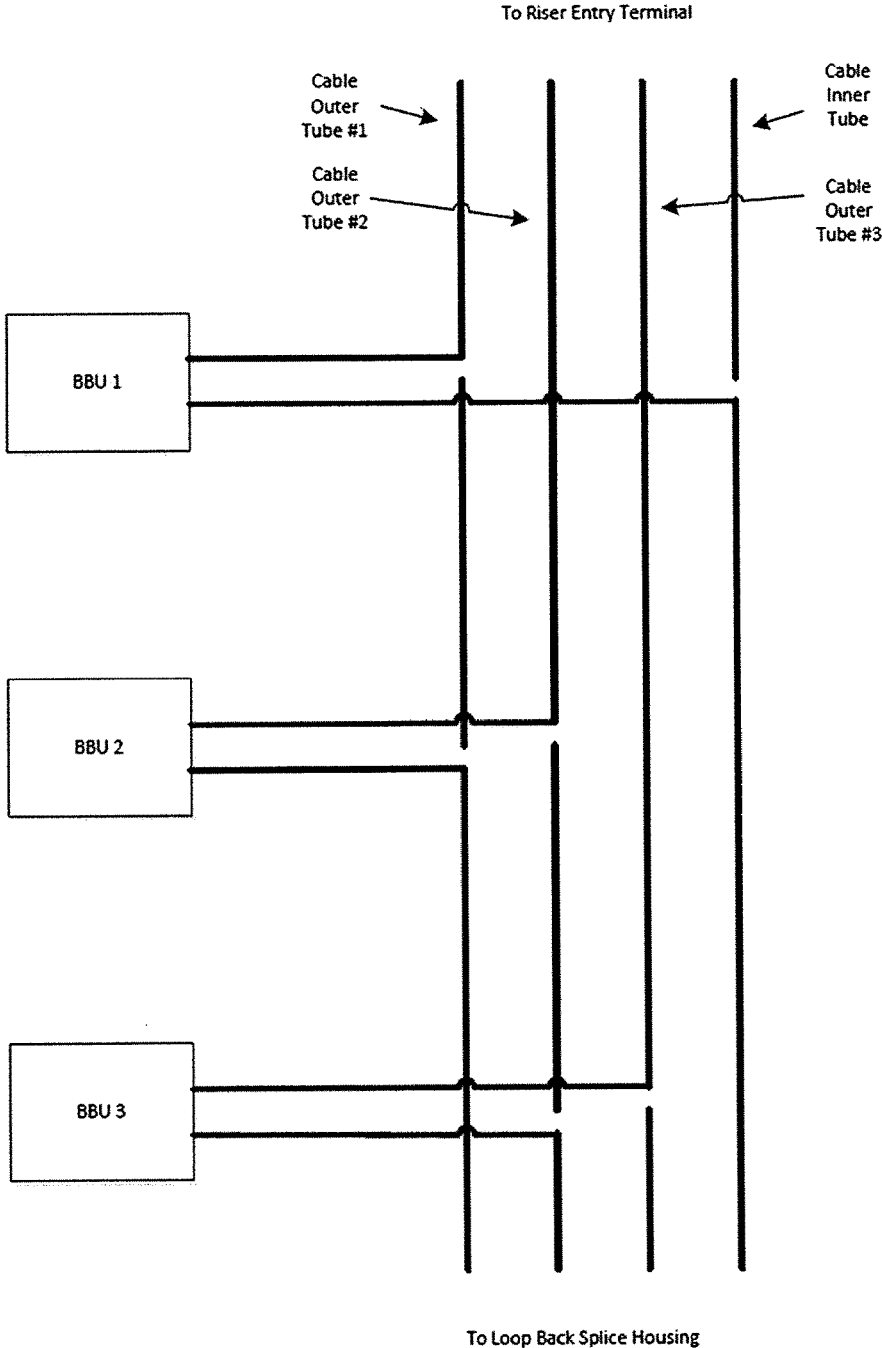 To Riser Entry Terminal
Cable
Outer
Tube #1
Cable
Inner
Tube
Cable
Outer
Tube #2
Cable
Outer
Tube #3
BBU 1
BBU 2
BBU 3
To Loop Back Splice Housing